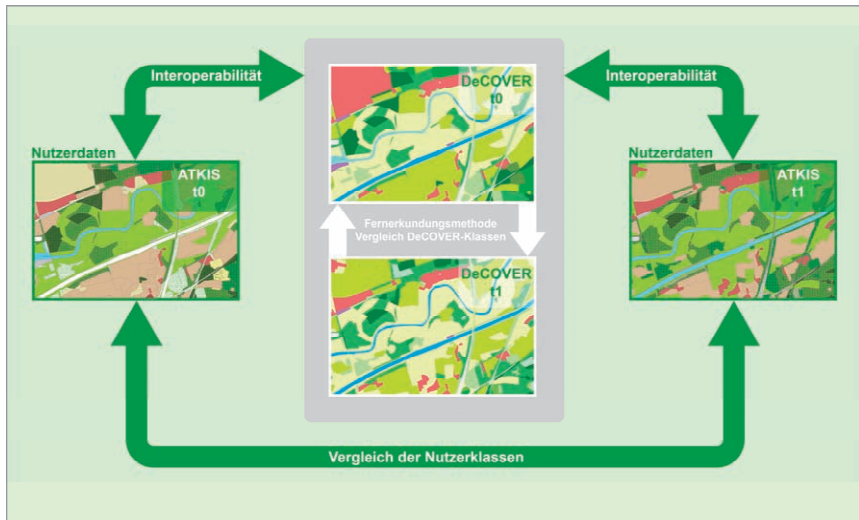 Interoperabilität
DeCOVER
t0
Interoperabilität
Nutzerdaten
ATKIS
t0
Nutzerdaten
ATKIS
t1
Fernerkundungsmethode
Vergleich DeCOVER-Klassen
DeCOVER
t1
Vergleich der Nutzerklassen